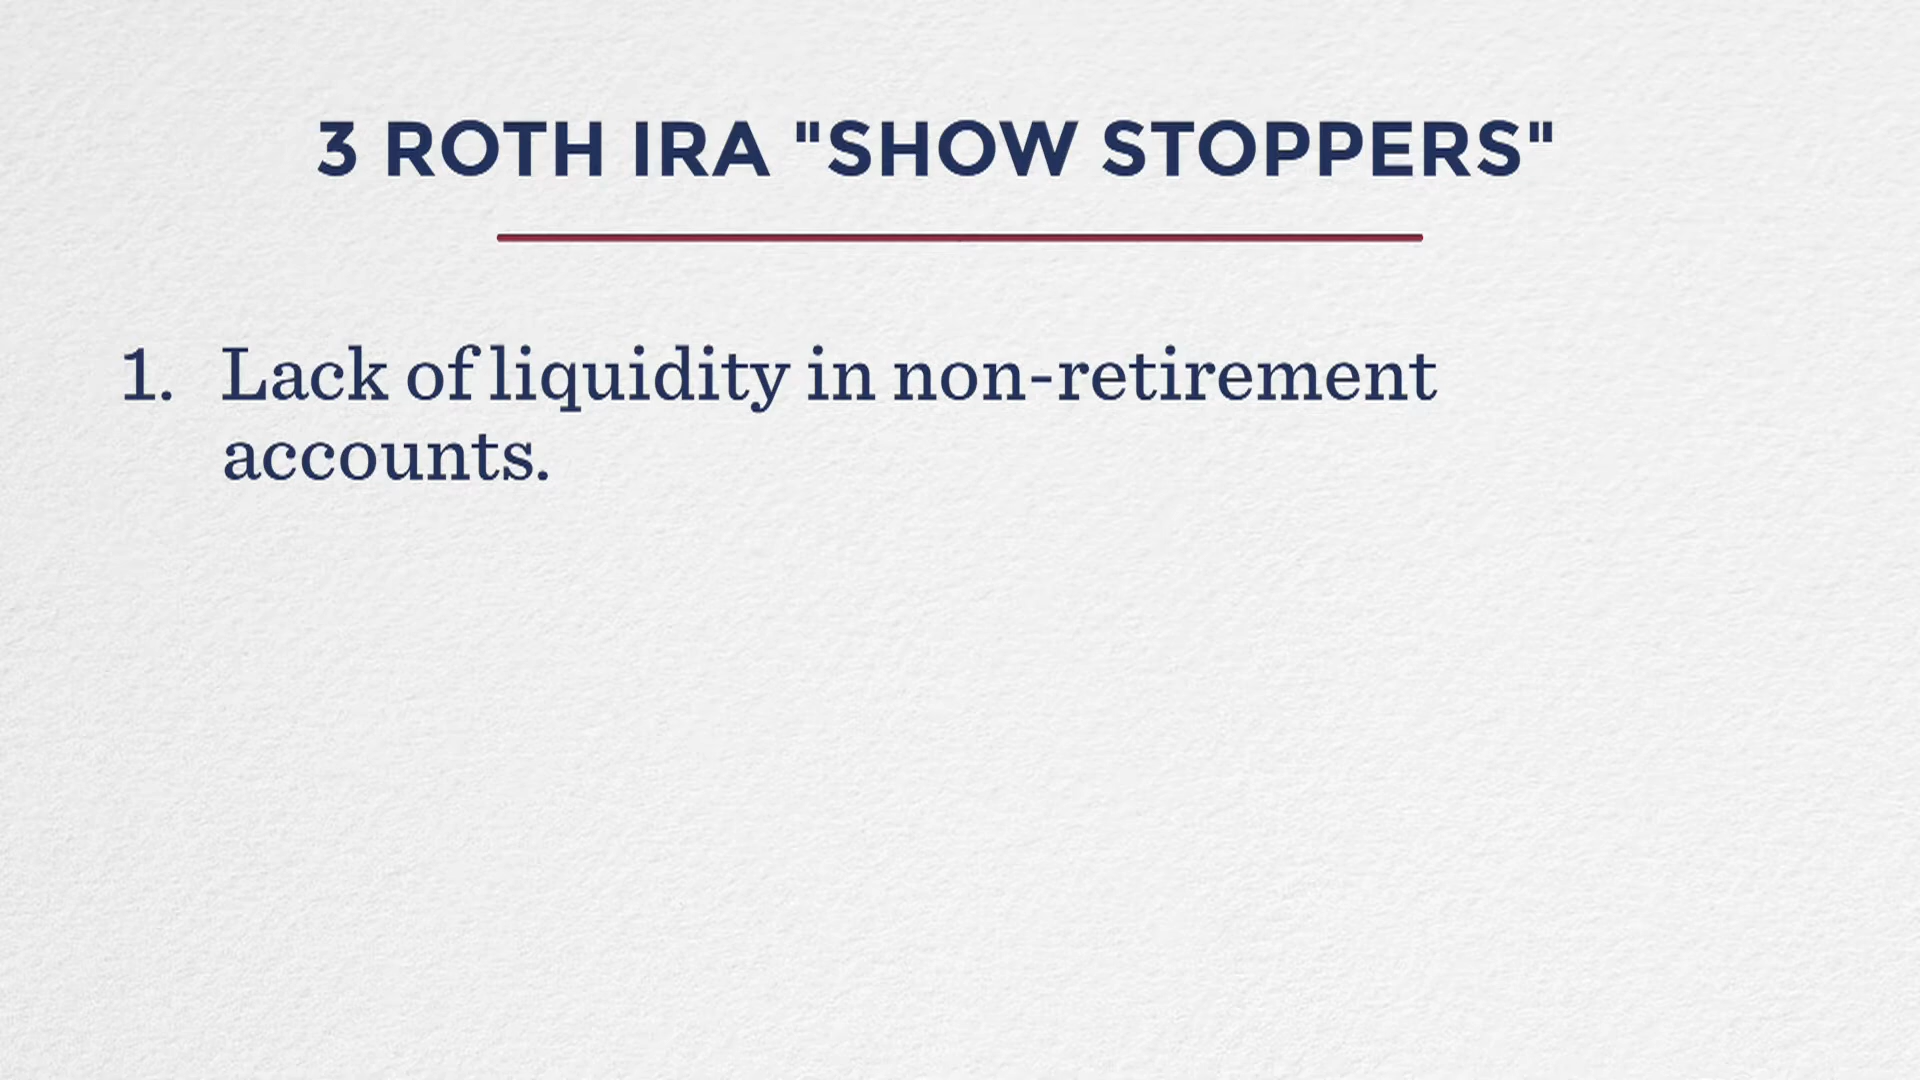 3 ROTH IRA "SHOW STOPPERS"
1. Lack of liquidity in non-retirement
accounts.